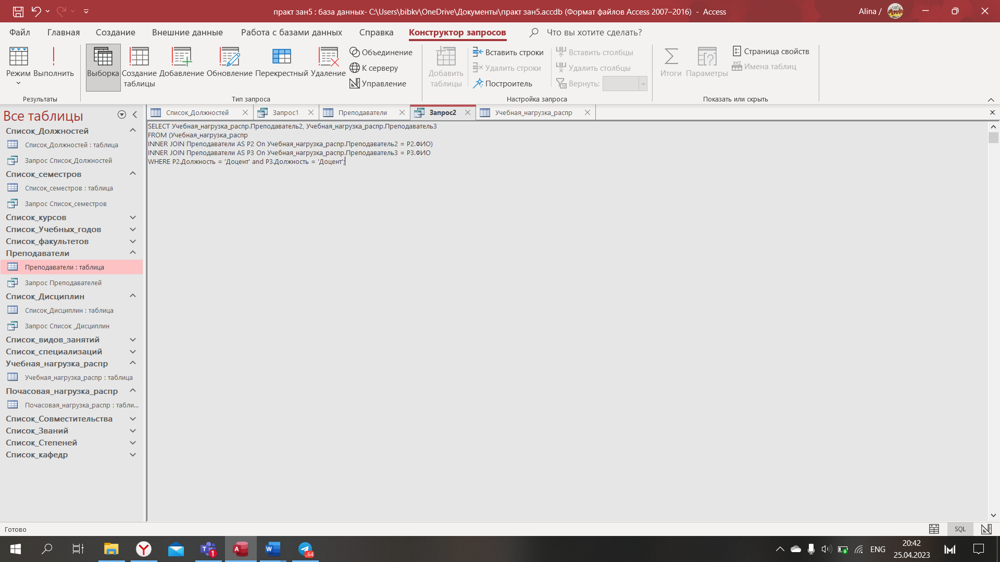 практ зан5 : база данных- C:\Users\bibkv\OneDrive\Документы\практ зан5.accdb (Формат файлов Access 2007–2016) - Access
Alina /
Файл Главная Создание Внешние данные Работа с базами данных Справка Конструктор запросов Что вы хотите сделать?
Режим Выполнить
Результаты
Выборка Создание таблицы Добавление Обновление Перекрестный Удаление
Объединение
К серверу
Управление
Тип запроса
Добавить таблицы
Вставить строки
Удалить строки
Построитель
Вставить столбцы
Удалить столбцы
Вернуть:
Настройка запроса
Итоги Параметры
Страница свойств
XYZ Имена таблиц
Показать или скрыть
Все таблицы
Список_Должностей
Список_Должностей : таблица
Запрос Список_Должностей
Список_семестров
Список_семестров : таблица
Запрос Список_семестров
Список_курсов
Список_Учебных_годов
Список_факультетов
Преподаватели
Преподаватели : таблица
Запрос Преподавателей
Список_Дисциплин
Список_Дисциплин : таблица
Запрос Список _Дисциплин
Список_видов_занятий
Список_специализаций
Учебная_нагрузка_распр
Учебная_нагрузка_распр : таблица
Почасовая_нагрузка_распр
Почасовая_нагрузка_распр : табли...
Список_Совместительства
Список_Званий
Список_Степеней
Список_кафедр
Список_Должностей Запрос1 Преподаватели Запрос2 Учебная_нагрузка_распр
SELECT Учебная_нагрузка_распр.Преподаватель2, Учебная_нагрузка_распр.Преподаватель3
FROM (Учебная_нагрузка_распр
INNER JOIN Преподаватели AS P2 On Учебная_нагрузка_распр.Преподаватель2 = P2.ФИО)
INNER JOIN Преподаватели AS P3 On Учебная_нагрузка_распр.Преподаватель3 = P3.ФИО
WHERE P2.Должность = 'Доцент' and P3.Должность = 'Доцент';
Готово
SQL
1
..64
ENG
20:42
25.04.2023